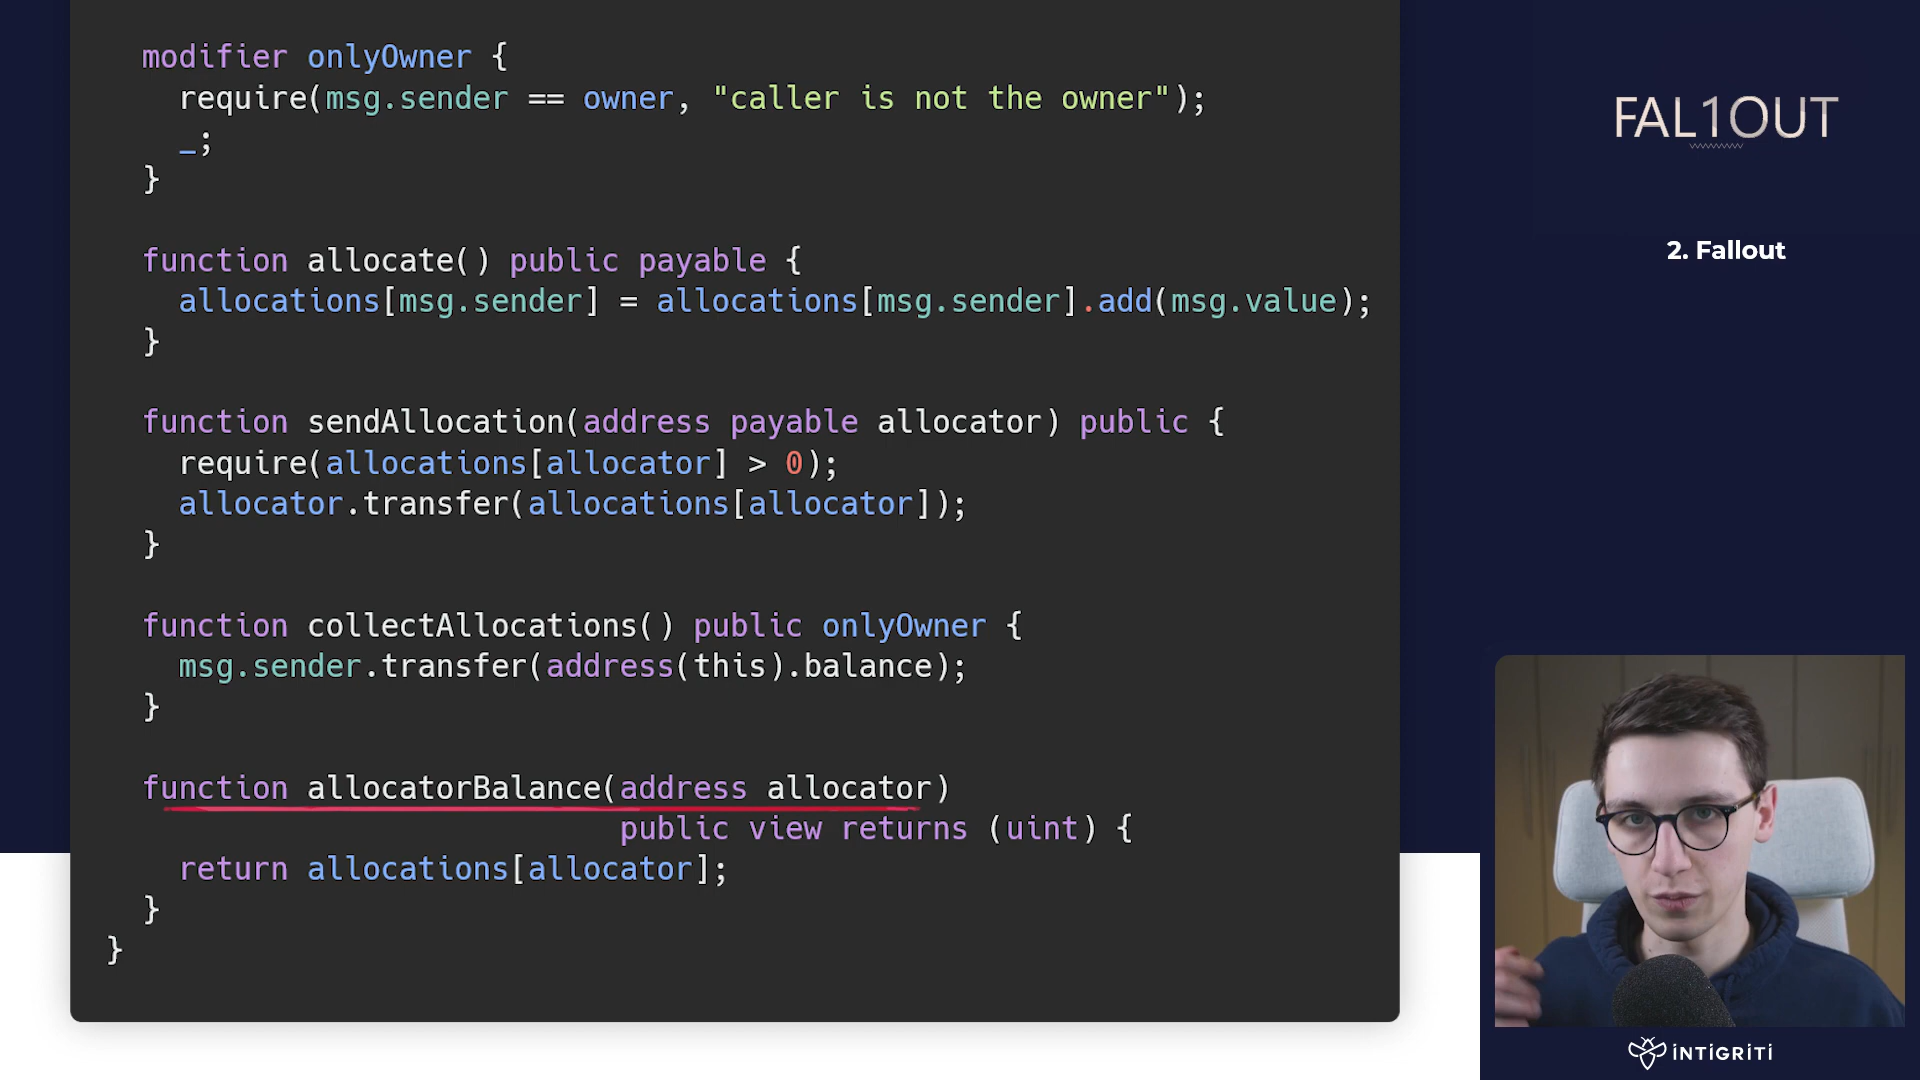 modifier onlyOwner {
require(msg.sender == owner, "caller is not the owner");
_;
}
function allocate() public payable {
allocations[msg.sender] = allocations[msg.sender].add(msg.value);
}
function sendAllocation(address payable allocator) public {
require(allocations[allocator] > 0);
allocator.transfer(allocations[allocator]);
}
function collectAllocations() public onlyOwner {
msg.sender.transfer(address(this).balance);
}
function allocatorBalance(address allocator)
public view returns (uint) {
return allocations[allocator];
}
}
FAL1OUT
2. Fallout
INTIGRITI